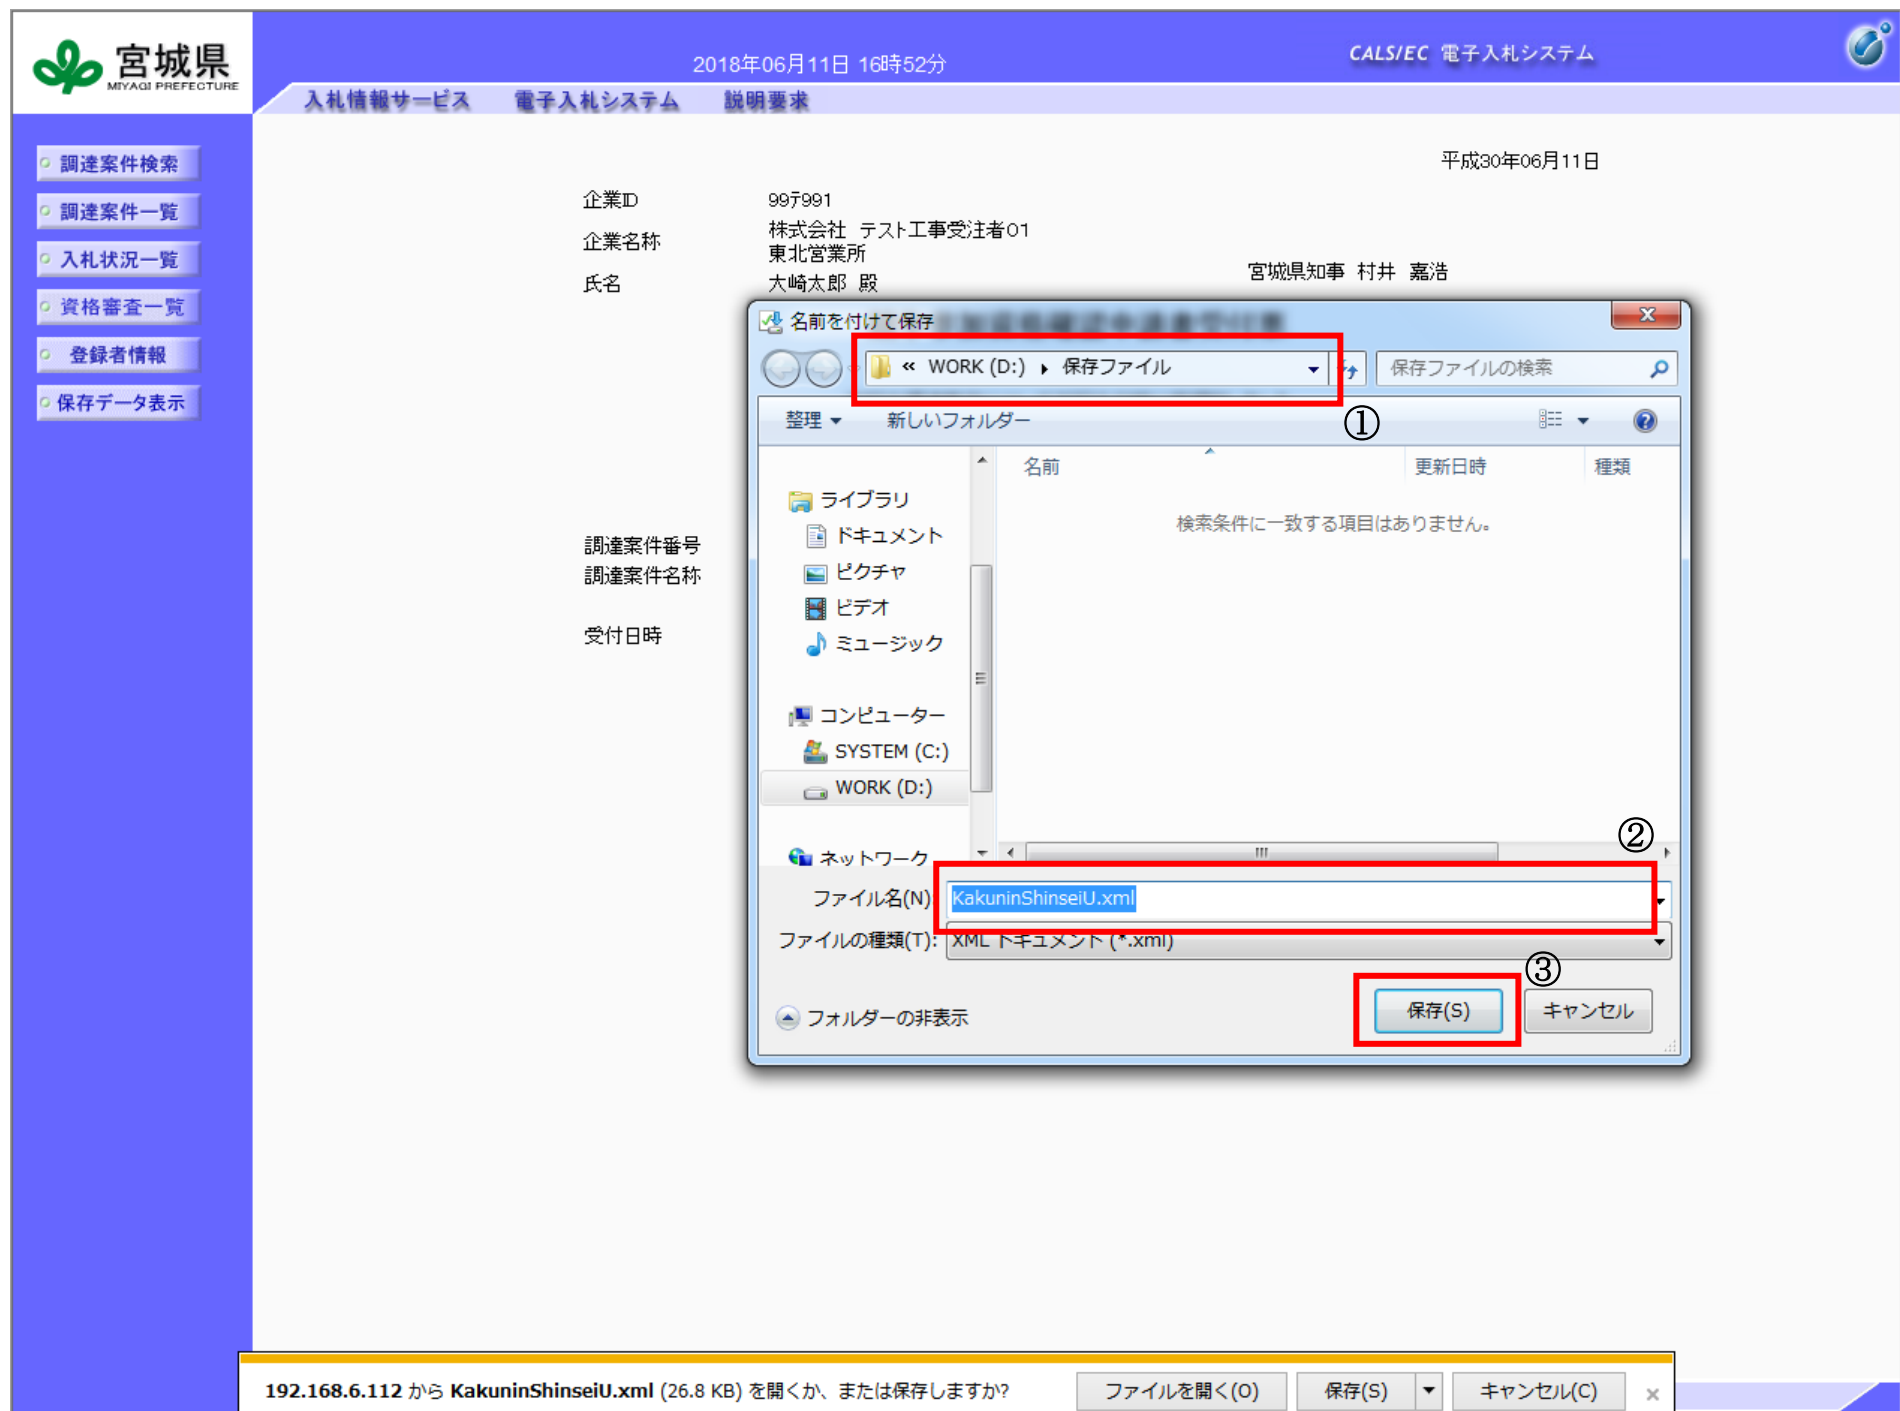 宮城県
MIYAGI PREFECTURE
2018年06月11日 16時52分
CALS/EC 電子入札システム
入札情報サービス 電子入札システム 説明要求
調達案件検索
調達案件一覧
入札状況一覧
資格審査一覧
登録者情報
保存データ表示
平成30年06月11日
企業ID 99テ991
企業名称 株式会社 テスト工事受注者01
東北営業所
氏名 大崎太郎 殿
宮城県知事 村井 嘉浩
調達案件番号
調達案件名称
受付日時
名前を付けて保存
« WORK (D:) ▸ 保存ファイル
保存ファイルの検索
①
整理 新しいフォルダー
名前 更新日時 種類
検索条件に一致する項目はありません。
ライブラリ
ドキュメント
ピクチャ
ビデオ
ミュージック
コンピューター
SYSTEM (C:)
WORK (D:)
ネットワーク
②
ファイル名(N): KakuninShinseiU.xml
ファイルの種類(T): XML ドキュメント (*.xml)
③
フォルダーの非表示
保存(S) キャンセル
192.168.6.112 から KakuninShinseiU.xml (26.8 KB) を開くか、または保存しますか?
ファイルを開く(O) 保存(S) キャンセル(C) ×